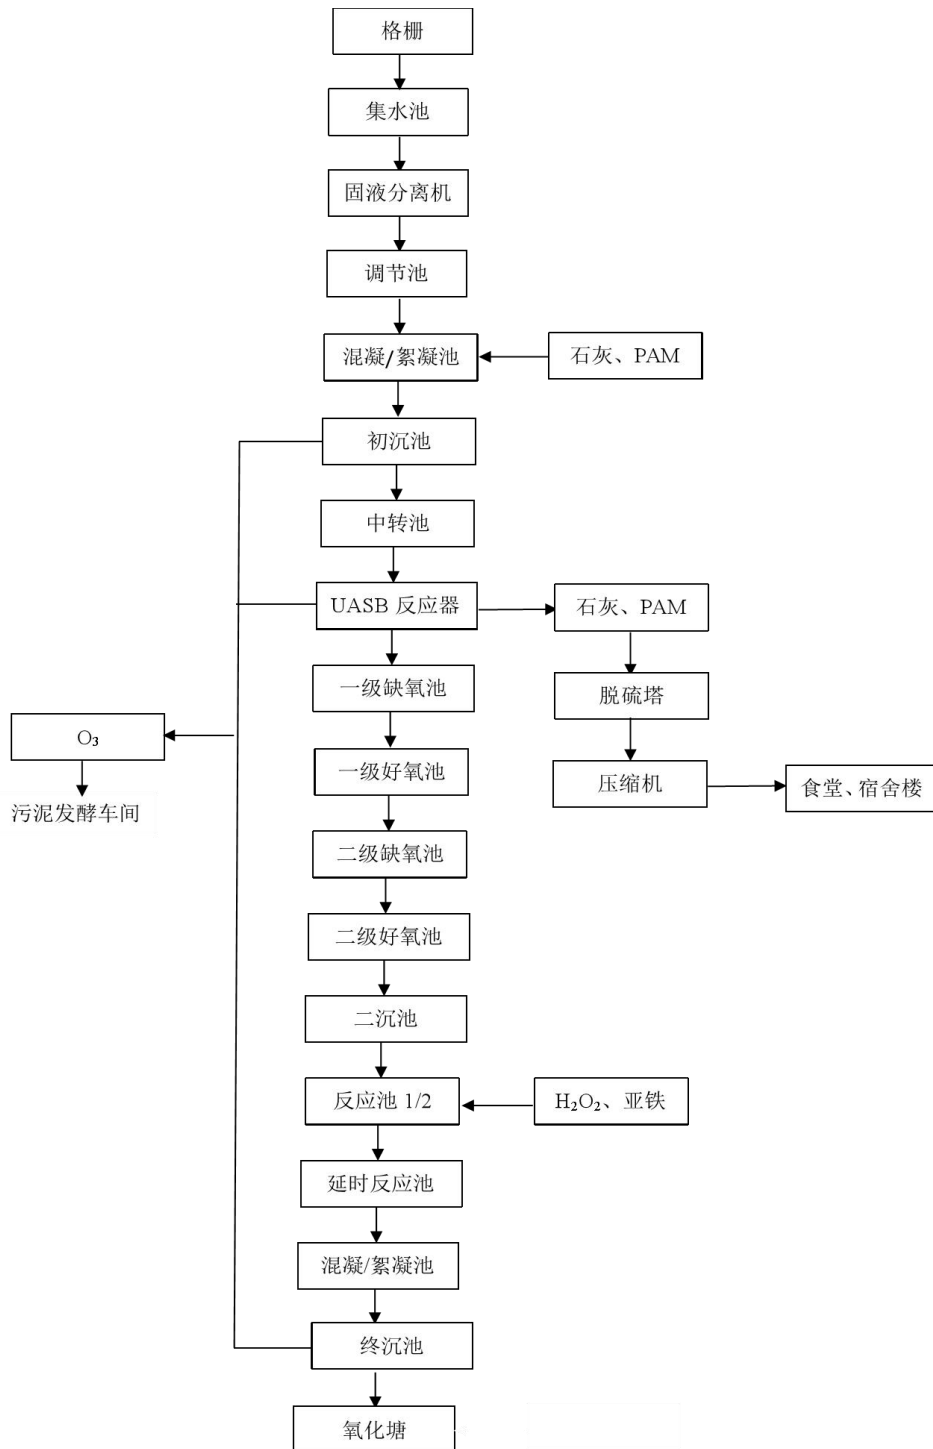 格栅
集水池
固液分离机
调节池
混凝/絮凝池
石灰、PAM
初沉池
中转池
UASB 反应器
石灰、PAM
一级缺氧池
脱硫塔
O₃
一级好氧池
压缩机
食堂、宿舍楼
污泥发酵车间
二级缺氧池
二级好氧池
二沉池
反应池 1/2
H₂O₂、亚铁
延时反应池
混凝/絮凝池
终沉池
氧化塘